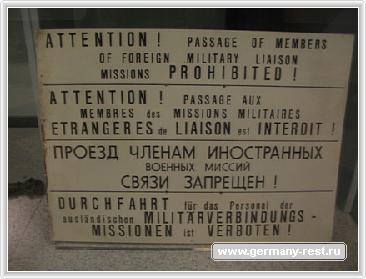 ATTENTION ! PASSAGE OF MEMBERS
OF FOREIGN MILITARY LIAISON
MISSIONS PROHIBITED !
ATTENTION ! PASSAGE AUX
MEMBRES des MISSIONS MILITAIRES
ETRANGERES de LIAISON est INTERDIT !
ПРОЕЗД ЧЛЕНАМ ИНОСТРАННЫХ
ВОЕННЫХ МИССИЙ
СВЯЗИ ЗАПРЕЩЕН !
DURCHFAHRT für das Personal der
ausländischen MILITÄRVERBINDUNGS -
MISSIONEN ist VERBOTEN !
www.germany-rest.ru